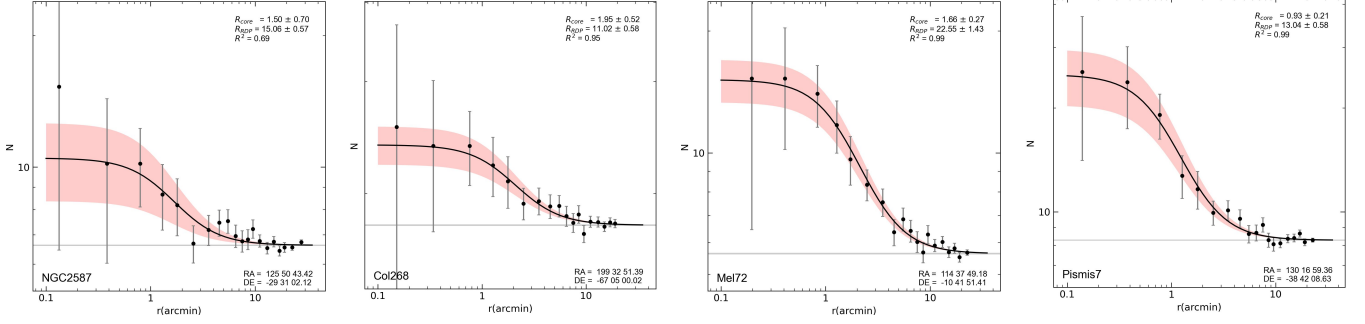 R_core = 1.50 ± 0.70
R_RDP = 15.06 ± 0.57
R² = 0.69
N
10
NGC2587
RA = 125 50 43.42
DE = -29 31 02.12
0.1 1 10
r(arcmin)
R_core = 1.95 ± 0.52
R_RDP = 11.02 ± 0.58
R² = 0.95
N
Col268
RA = 199 32 51.39
DE = -67 05 00.02
0.1 1 10
r(arcmin)
R_core = 1.66 ± 0.27
R_RDP = 22.55 ± 1.43
R² = 0.99
N
10
Mel72
RA = 114 37 49.18
DE = -10 41 51.41
0.1 1 10
r(arcmin)
R_core = 0.93 ± 0.21
R_RDP = 13.04 ± 0.58
R² = 0.99
N
10
Pismis7
RA = 130 16 59.36
DE = -38 42 08.63
0.1 1 10
r(arcmin)